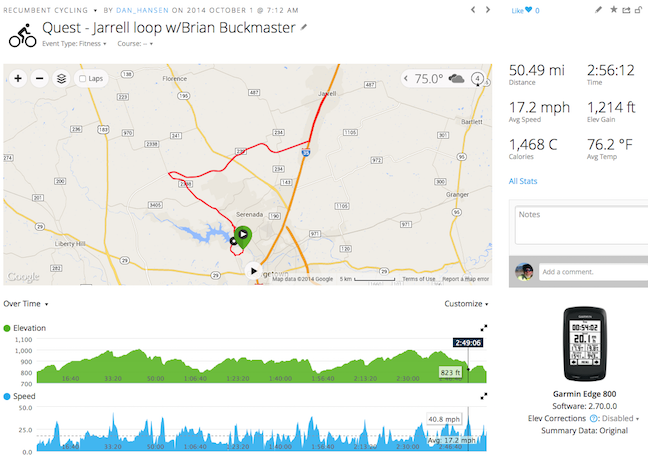 RECUMBENT CYCLING • BY DAN_HANSEN ON 2014 OCTOBER 1 @ 7:12 AM
Like 0
Quest - Jarrell loop w/Brian Buckmaster
Event Type: Fitness Course: --
Laps
75.0°
4
Florence
Jarrell
Bartlett
Granger
Serenada
Liberty Hill
Google
Map data ©2014 Google 5 km Terms of Use Report a map error
50.49 mi
Distance
2:56:12
Time
17.2 mph
Avg Speed
1,214 ft
Elev Gain
1,468 C
Calories
76.2 °F
Avg Temp
All Stats
Notes
Add a comment.
Over Time
Customize
Elevation
2:49:06
1,100
1,000
900
800
700
823 ft
16:40 33:20 50:00 1:06:40 1:23:20 1:40:00 1:56:40 2:13:20 2:30:00
Speed
50.0
25.0
0.0
40.8 mph
Avg: 17.2 mph
16:40 33:20 50:00 1:06:40 1:23:20 1:40:00 1:56:40 2:13:20
GARMIN
00:54:02
20.1
Garmin Edge 800
Software: 2.70.0.0
Elev Corrections ?: Disabled
Summary Data: Original